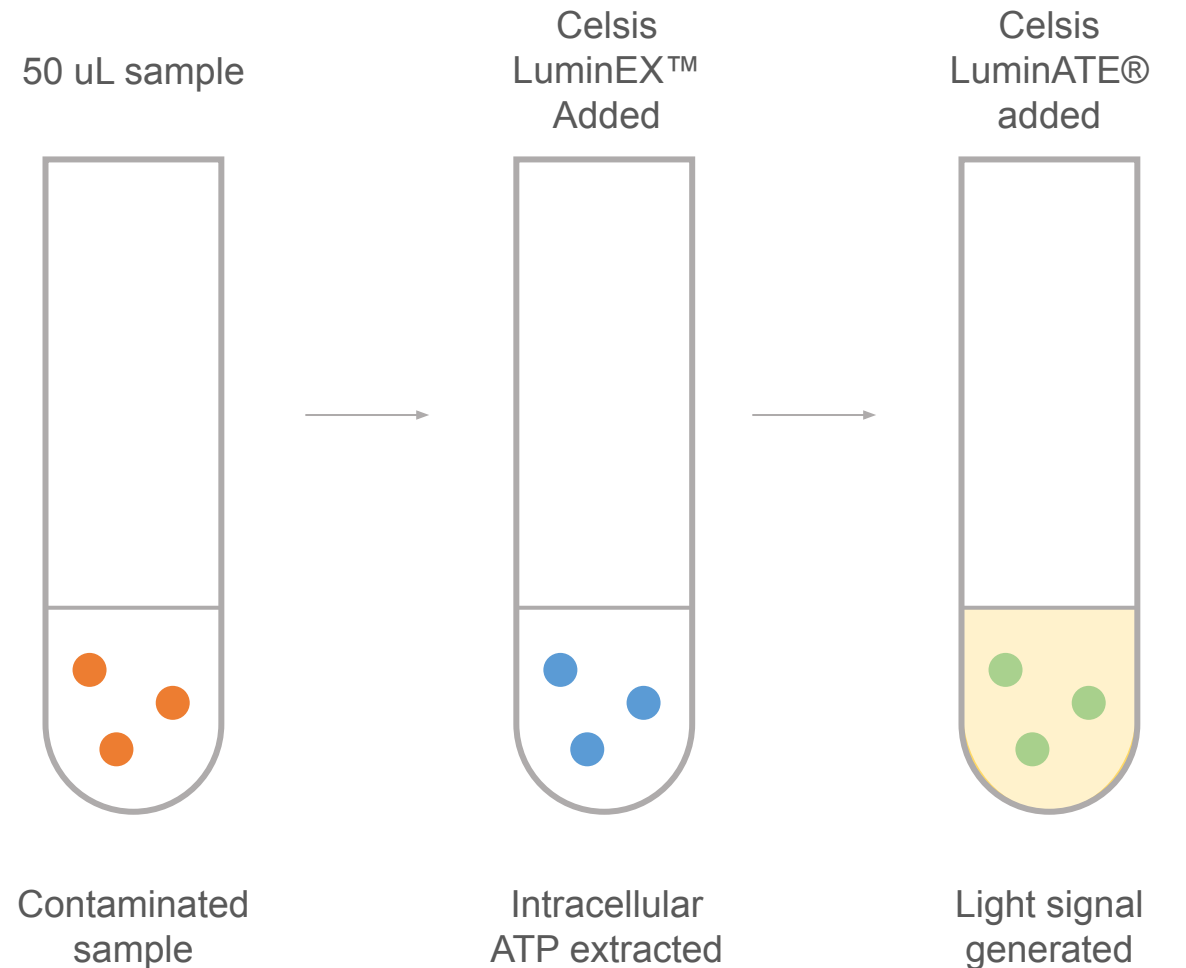 50 uL sample
Celsis
LuminEX™
Added
Celsis
LuminATE®
added
Contaminated
sample
Intracellular
ATP extracted
Light signal
generated